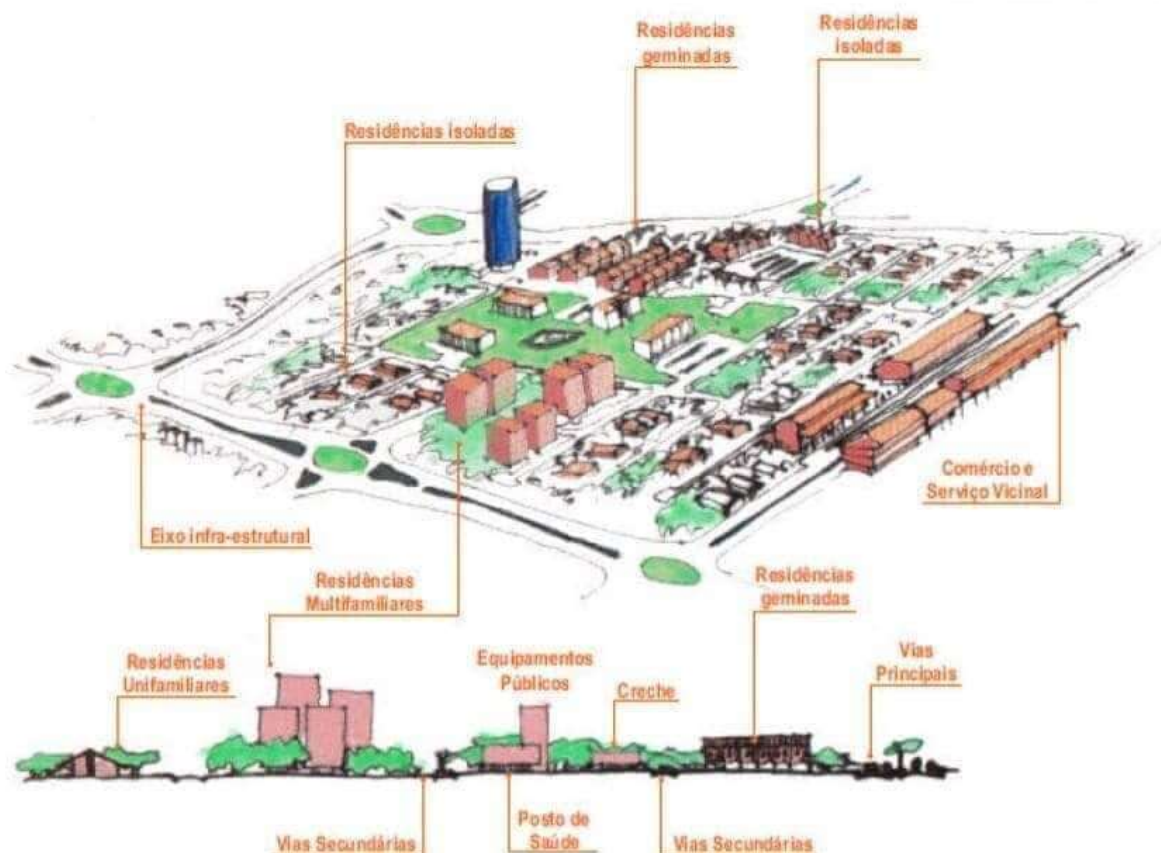 Residências
geminadas
Residências
isoladas
Residências isoladas
Comércio e
Serviço Vicinal
Eixo infra-estrutural
Residências
Multifamiliares
Residências
geminadas
Residências
Unifamiliares
Equipamentos
Públicos
Creche
Vias
Principais
Vias Secundárias
Posto de
Saúde
Vias Secundárias